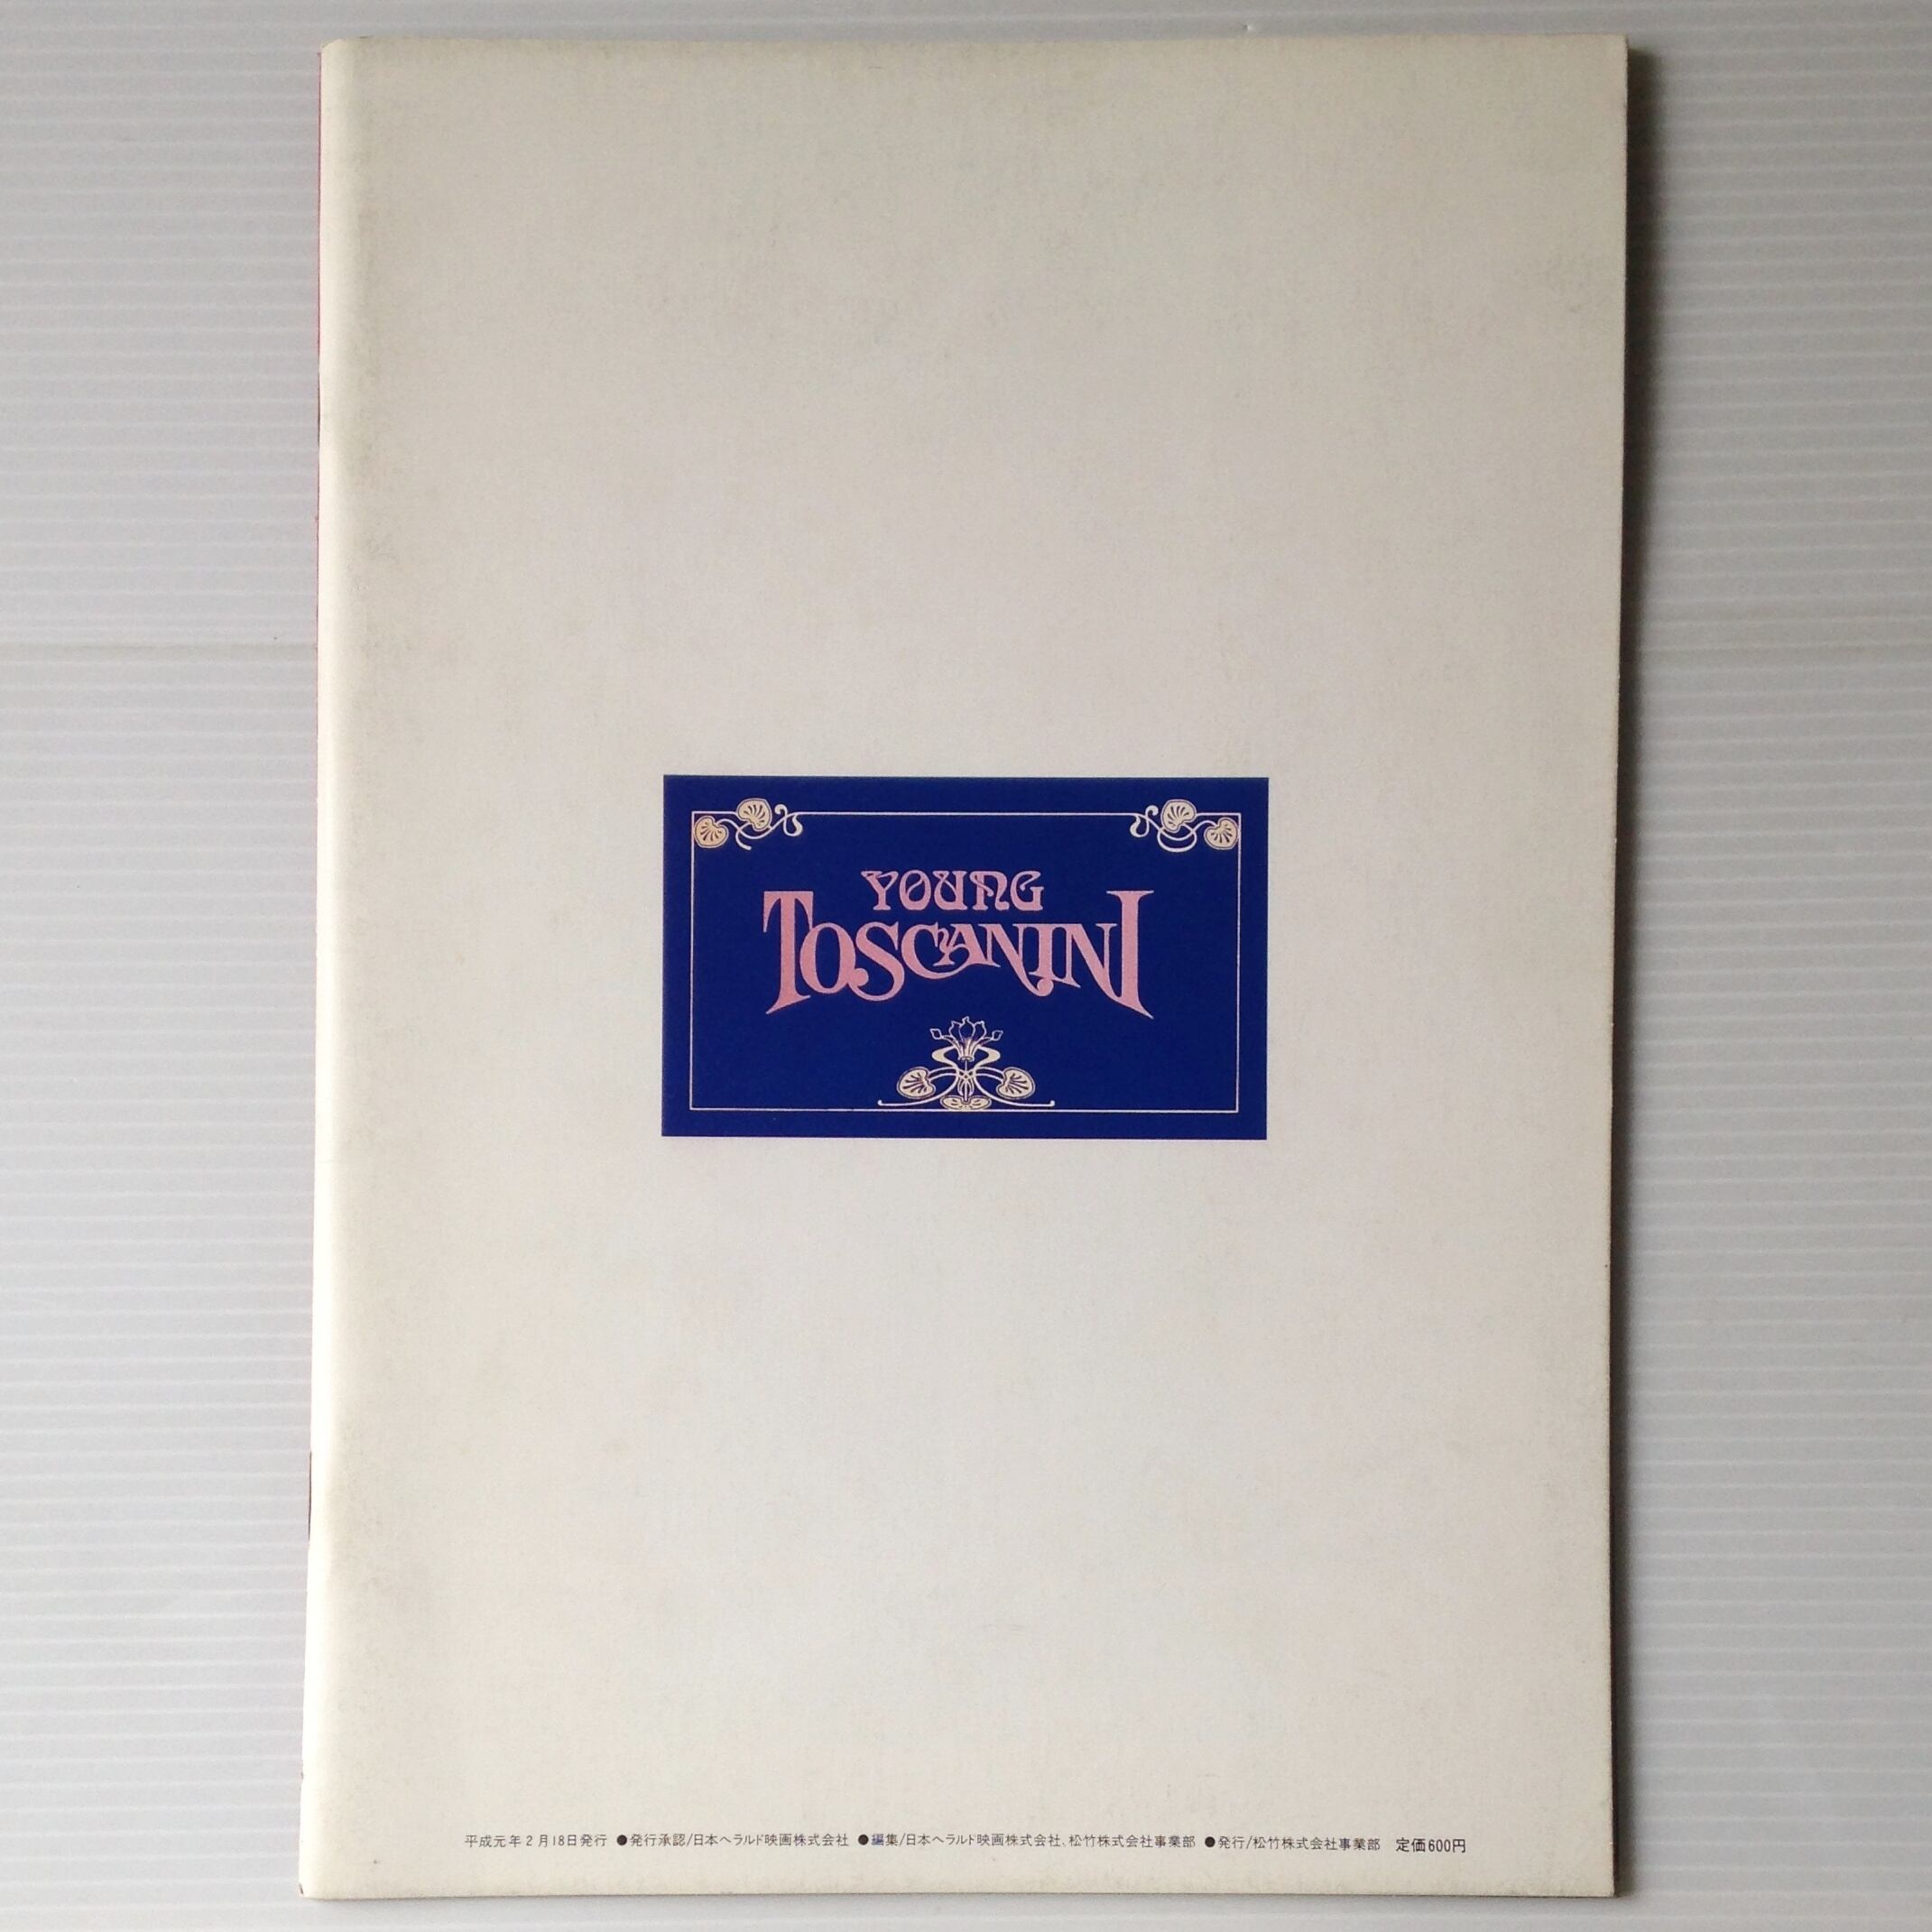 YOUNG
TOSCANINI
平成元年2月18日発行 ●発行承認/日本ヘラルド映画株式会社 ●編集/日本ヘラルド映画株式会社、松竹株式会社事業部 ●発行/松竹株式会社事業部 定価600円